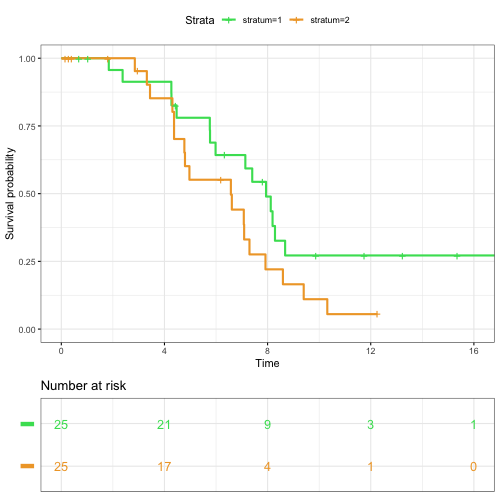 Strata stratum=1 stratum=2
Survival probability
1.00
0.75
0.50
0.25
0.00
0 4 8 12 16
Time
Number at risk
25 21 9 3 1
25 17 4 1 0